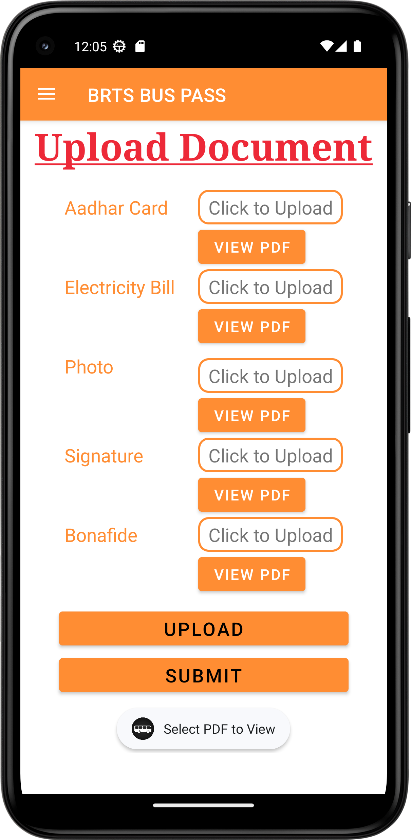 12:05
BRTS BUS PASS
Upload Document
Aadhar Card Click to Upload
VIEW PDF
Electricity Bill Click to Upload
VIEW PDF
Photo Click to Upload
VIEW PDF
Signature Click to Upload
VIEW PDF
Bonafide Click to Upload
VIEW PDF
UPLOAD
SUBMIT
Select PDF to View